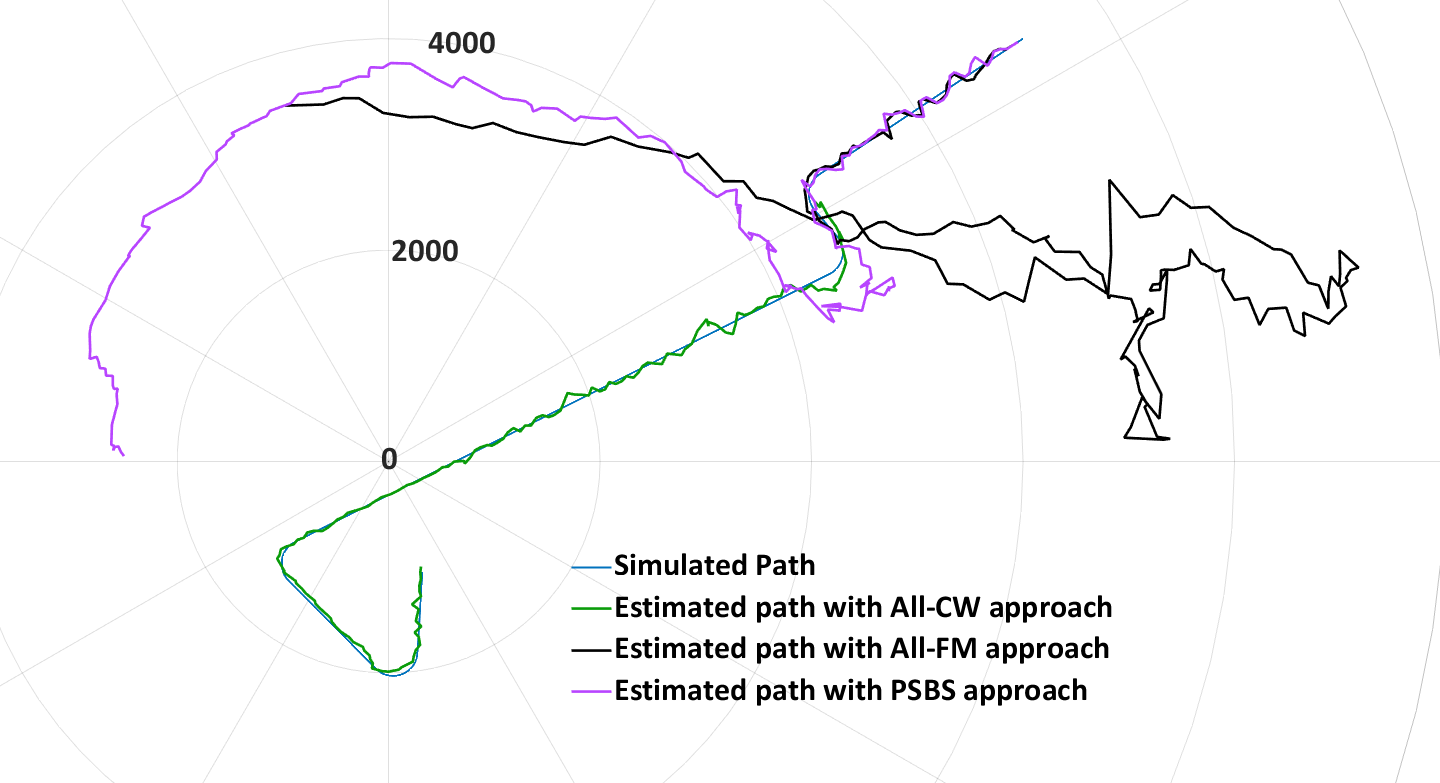 4000
2000
0
Simulated Path
Estimated path with All-CW approach
Estimated path with All-FM approach
Estimated path with PSBS approach